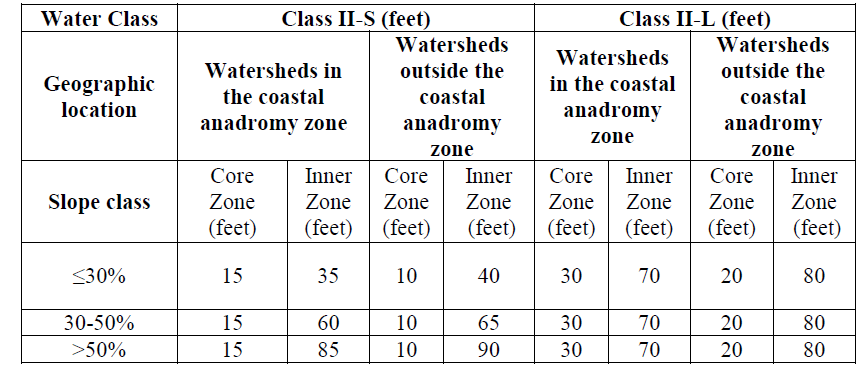 Water Class Class II-S (feet) Class II-L (feet)
Geographic location Watersheds in the coastal anadromy zone Watersheds outside the coastal anadromy zone Watersheds in the coastal anadromy zone Watersheds outside the coastal anadromy zone
Slope class Core Zone (feet) Inner Zone (feet) Core Zone (feet) Inner Zone (feet) Core Zone (feet) Inner Zone (feet) Core Zone (feet) Inner Zone (feet)
≤30% 15 35 10 40 30 70 20 80
30-50% 15 60 10 65 30 70 20 80
>50% 15 85 10 90 30 70 20 80